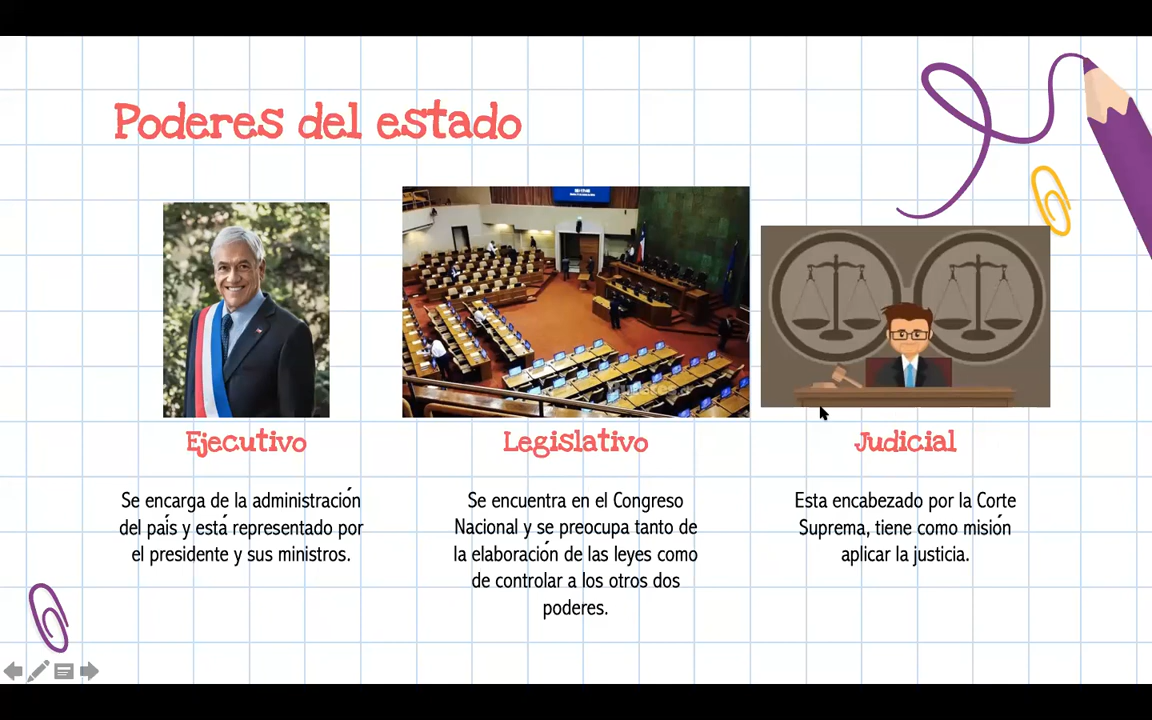 Poderes del estado
Ejecutivo
Se encarga de la administración
del país y está representado por
el presidente y sus ministros.
Legislativo
Se encuentra en el Congreso
Nacional y se preocupa tanto de
la elaboración de las leyes como
de controlar a los otros dos
poderes.
Judicial
Esta encabezado por la Corte
Suprema, tiene como misión
aplicar la justicia.